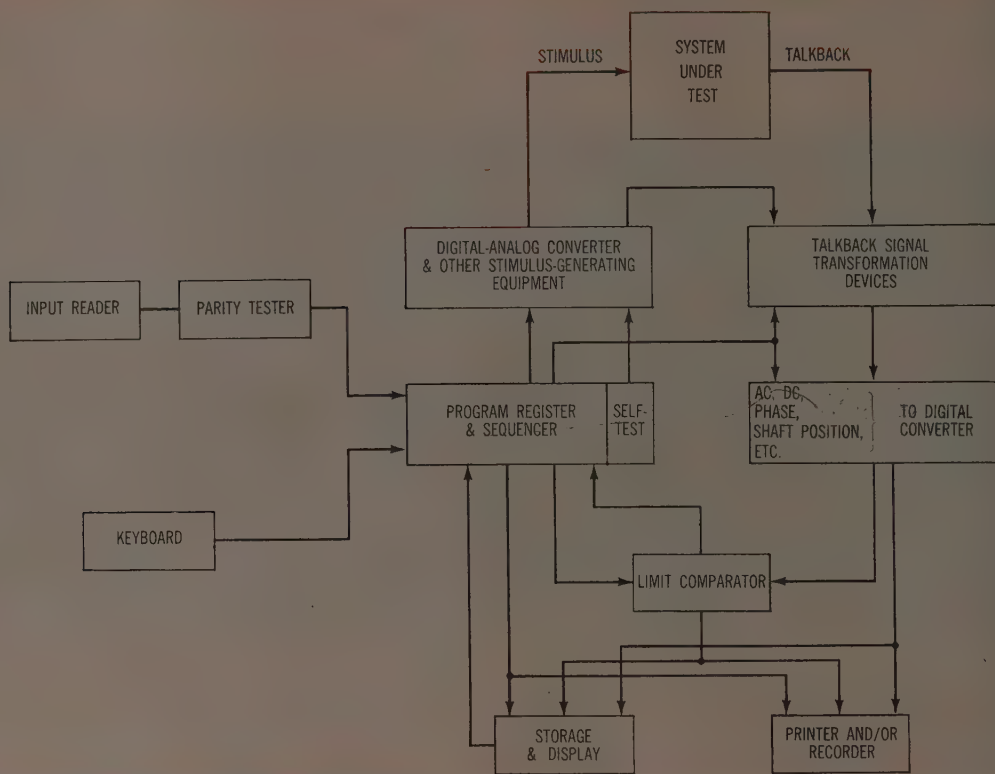 SYSTEM
UNDER
TEST
STIMULUS
TALKBACK
DIGITAL-ANALOG CONVERTER
& OTHER STIMULUS-GENERATING
EQUIPMENT
TALKBACK SIGNAL
TRANSFORMATION
DEVICES
INPUT READER
PARITY TESTER
PROGRAM REGISTER
& SEQUENCER
SELF-
TEST
AC, DC,
PHASE,
SHAFT POSITION,
ETC.
TO DIGITAL
CONVERTER
KEYBOARD
LIMIT COMPARATOR
STORAGE
& DISPLAY
PRINTER AND/OR
RECORDER